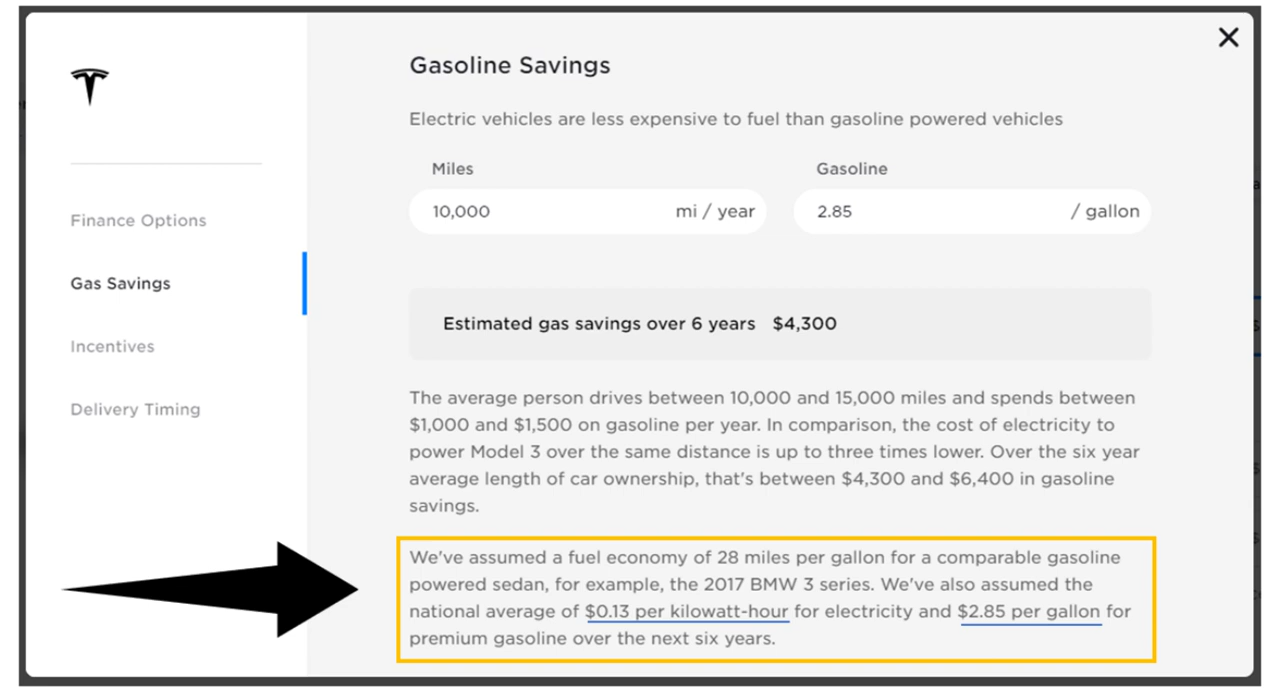 Gasoline Savings
Electric vehicles are less expensive to fuel than gasoline powered vehicles
Miles
Gasoline
10,000 mi / year
2.85 / gallon
Finance Options
Gas Savings
Incentives
Delivery Timing
Estimated gas savings over 6 years $4,300
The average person drives between 10,000 and 15,000 miles and spends between
$1,000 and $1,500 on gasoline per year. In comparison, the cost of electricity to
power Model 3 over the same distance is up to three times lower. Over the six year
average length of car ownership, that's between $4,300 and $6,400 in gasoline
savings.
We've assumed a fuel economy of 28 miles per gallon for a comparable gasoline
powered sedan, for example, the 2017 BMW 3 series. We've also assumed the
national average of $0.13 per kilowatt-hour for electricity and $2.85 per gallon for
premium gasoline over the next six years.